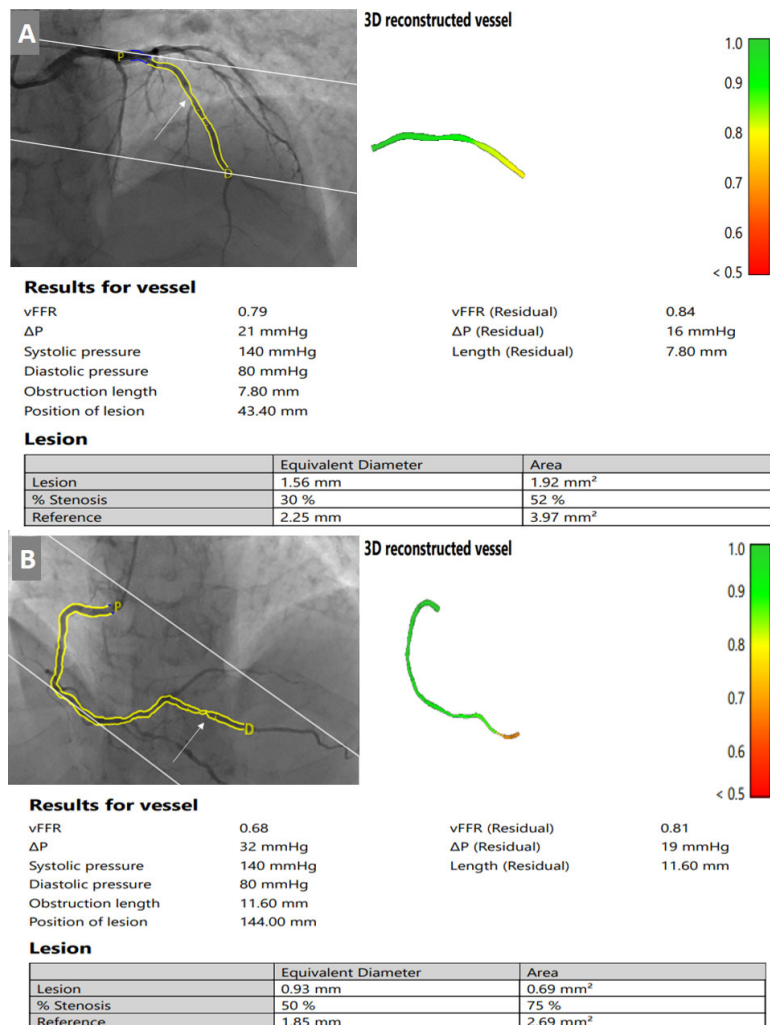 A
P
D
3D reconstructed vessel
1.0
0.9
0.8
0.7
0.6
< 0.5
Results for vessel
vFFR 0.79 vFFR (Residual) 0.84
ΔP 21 mmHg ΔP (Residual) 16 mmHg
Systolic pressure 140 mmHg Length (Residual) 7.80 mm
Diastolic pressure 80 mmHg
Obstruction length 7.80 mm
Position of lesion 43.40 mm
Lesion
Equivalent Diameter Area
Lesion 1.56 mm 1.92 mm²
% Stenosis 30 % 52 %
Reference 2.25 mm 3.97 mm²
B
P
D
3D reconstructed vessel
1.0
0.9
0.8
0.7
0.6
< 0.5
Results for vessel
vFFR 0.68 vFFR (Residual) 0.81
ΔP 32 mmHg ΔP (Residual) 19 mmHg
Systolic pressure 140 mmHg Length (Residual) 11.60 mm
Diastolic pressure 80 mmHg
Obstruction length 11.60 mm
Position of lesion 144.00 mm
Lesion
Equivalent Diameter Area
Lesion 0.93 mm 0.69 mm²
% Stenosis 50 % 75 %
Reference 1.85 mm 2.69 mm²